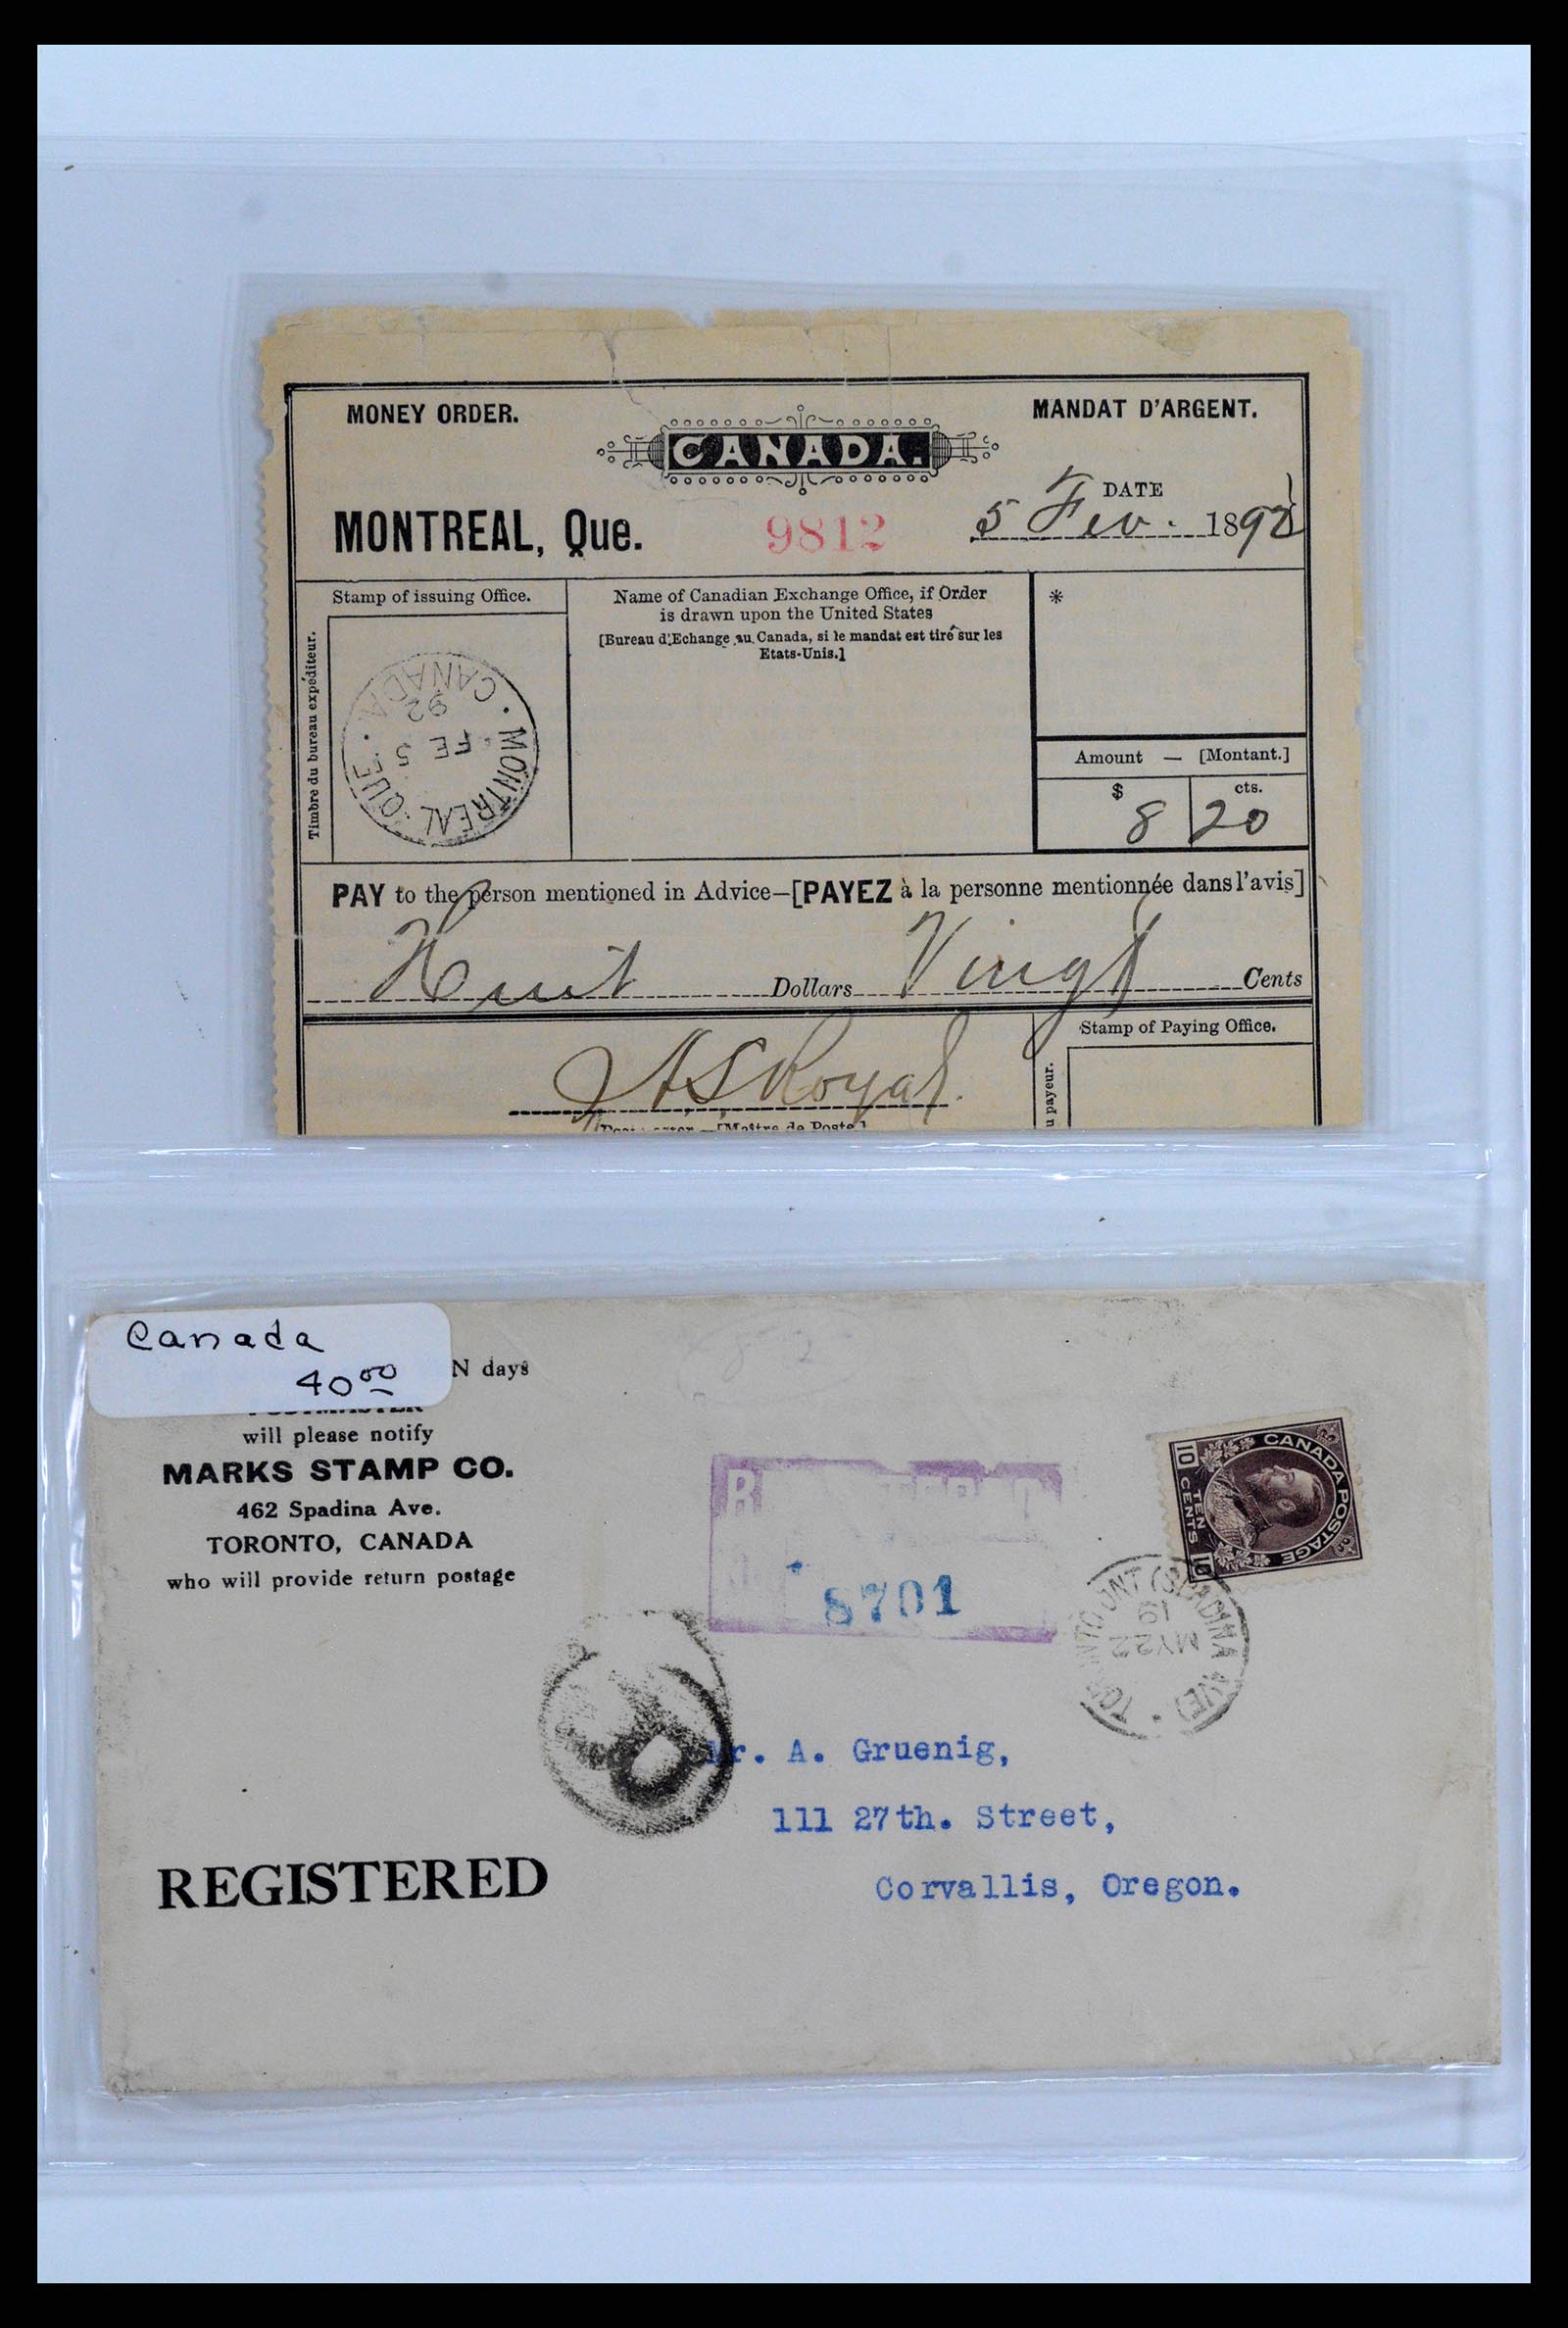 MONEY ORDER.
CANADA.
MANDAT D'ARGENT.
MONTREAL, Que.
9812
DATE
5 Fev. 1892
Stamp of issuing Office.
Timbre du bureau expéditeur.
MONTREAL QUE.
FE 5
92
CANADA
Name of Canadian Exchange Office, if Order
is drawn upon the United States
[Bureau d'Echange au Canada, si le mandat est tiré sur les
Etats-Unis.]
*
Amount — [Montant.]
$ cts.
8 20
PAY to the person mentioned in Advice—[PAYEZ à la personne mentionnée dans l'avis]
Huit Dollars Vingt Cents
Stamp of Paying Office.
u payeur.
[Maître de Poste]
Canada
40.00
N days
POSTMASTER
will please notify
MARKS STAMP CO.
462 Spadina Ave.
TORONTO, CANADA
who will provide return postage
8701
CANADA POSTAGE
10 TEN CENTS 10
MY 22
19
Mr. A. Gruenig,
111 27th. Street,
Corvallis, Oregon.
REGISTERED